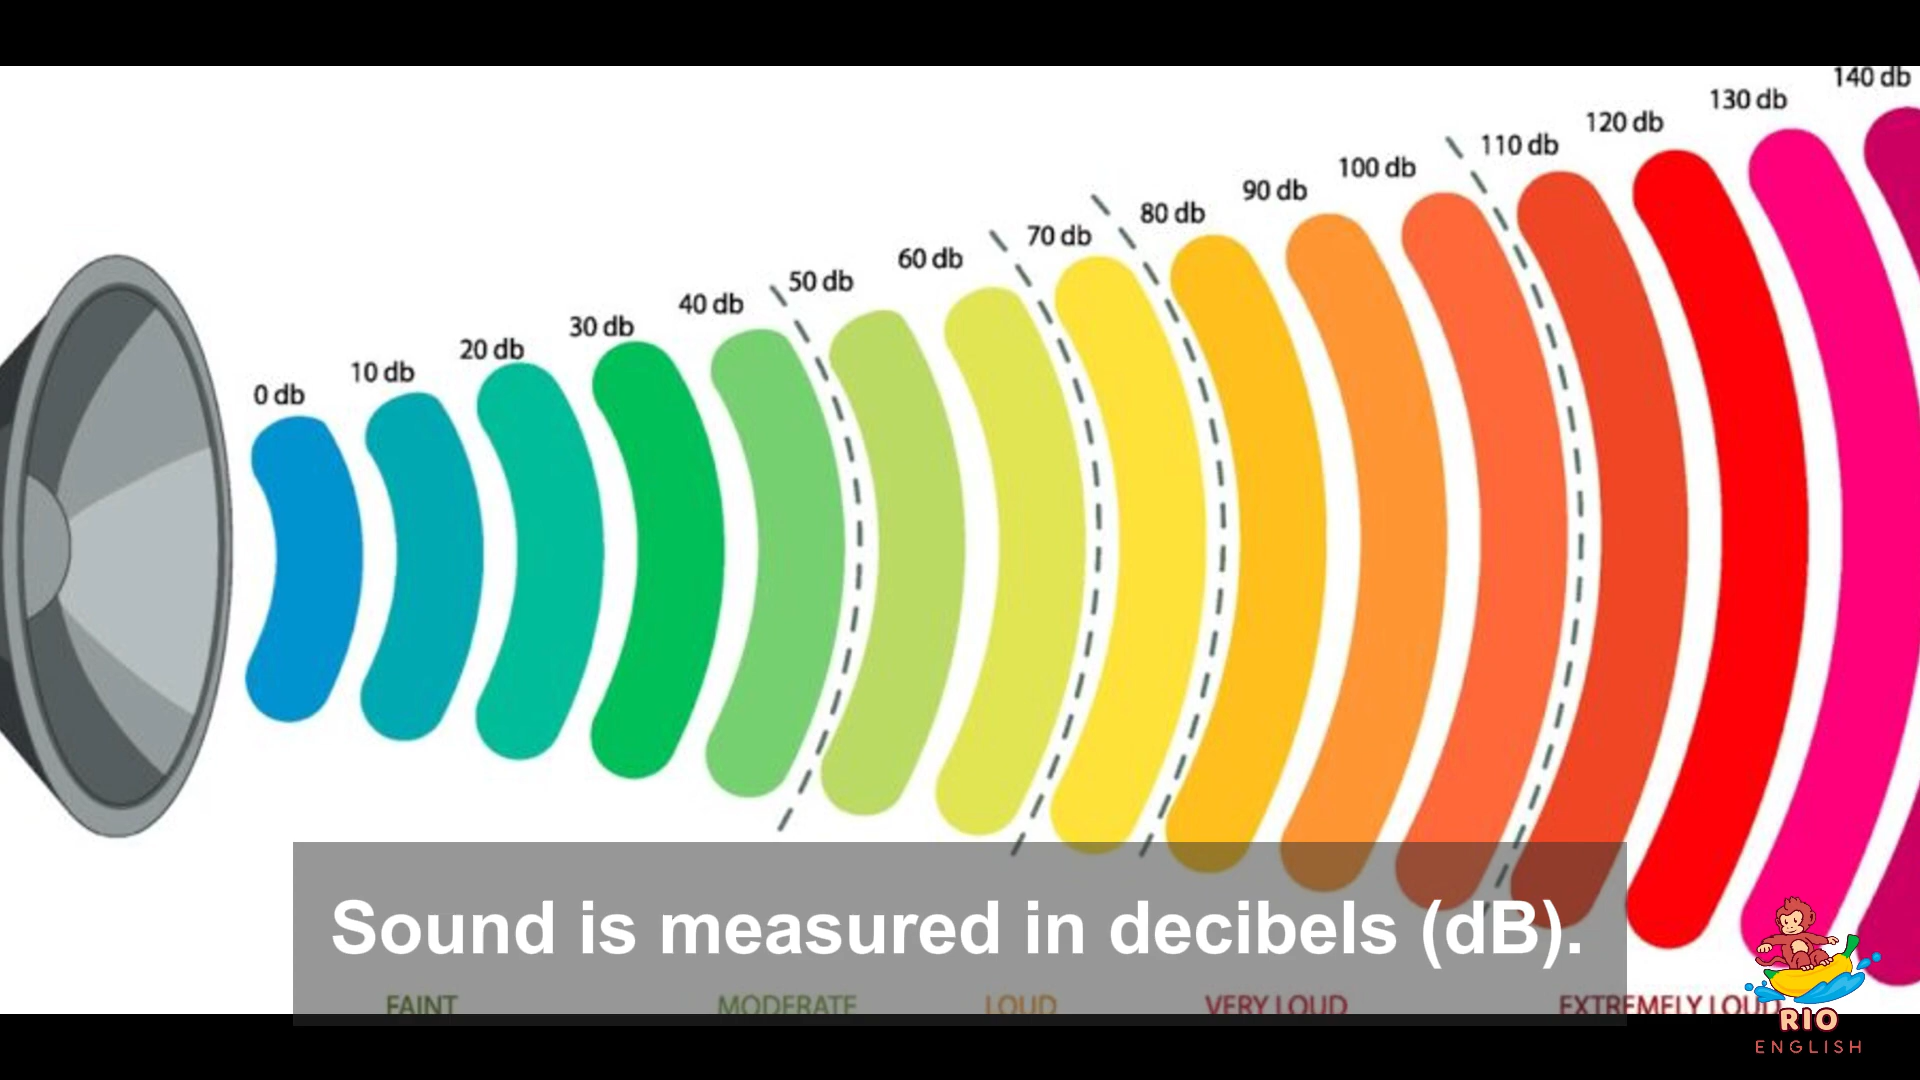 0 db
10 db
20 db
30 db
40 db
50 db
60 db
70 db
80 db
90 db
100 db
110 db
120 db
130 db
140 db
Sound is measured in decibels (dB).
FAINT
MODERATE
LOUD
VERY LOUD
EXTREMELY LOUD
RIO
ENGLISH